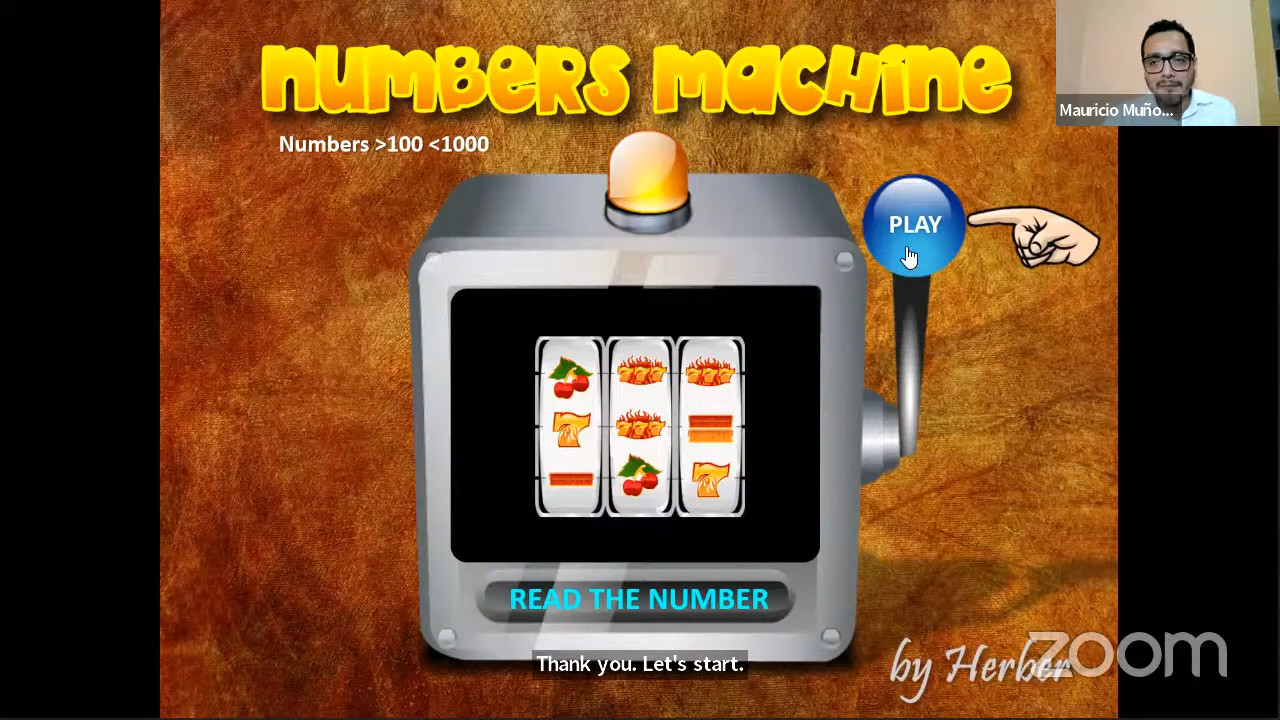 NUMBERS MACHINE
Mauricio Muño...
Numbers >100 <1000
PLAY
READ THE NUMBER
Thank you. Let's start.
by Herber
zoom